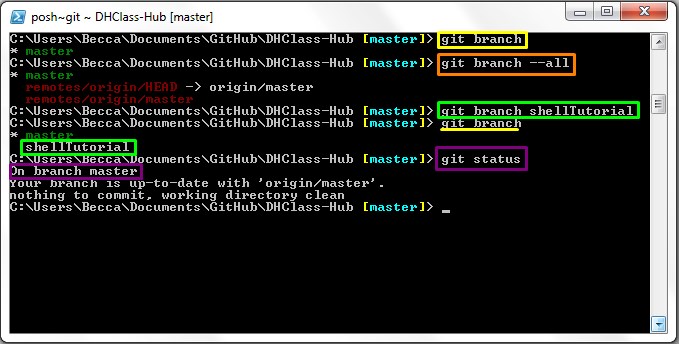 posh~git ~ DHClass-Hub [master]
C:\Users\Becca\Documents\GitHub\DHClass-Hub [master]> git branch
* master
C:\Users\Becca\Documents\GitHub\DHClass-Hub [master]> git branch --all
* master
remotes/origin/HEAD -> origin/master
remotes/origin/master
C:\Users\Becca\Documents\GitHub\DHClass-Hub [master]> git branch shellTutorial
C:\Users\Becca\Documents\GitHub\DHClass-Hub [master]> git branch
* master
shellTutorial
C:\Users\Becca\Documents\GitHub\DHClass-Hub [master]> git status
On branch master
Your branch is up-to-date with 'origin/master'.
nothing to commit, working directory clean
C:\Users\Becca\Documents\GitHub\DHClass-Hub [master]> _